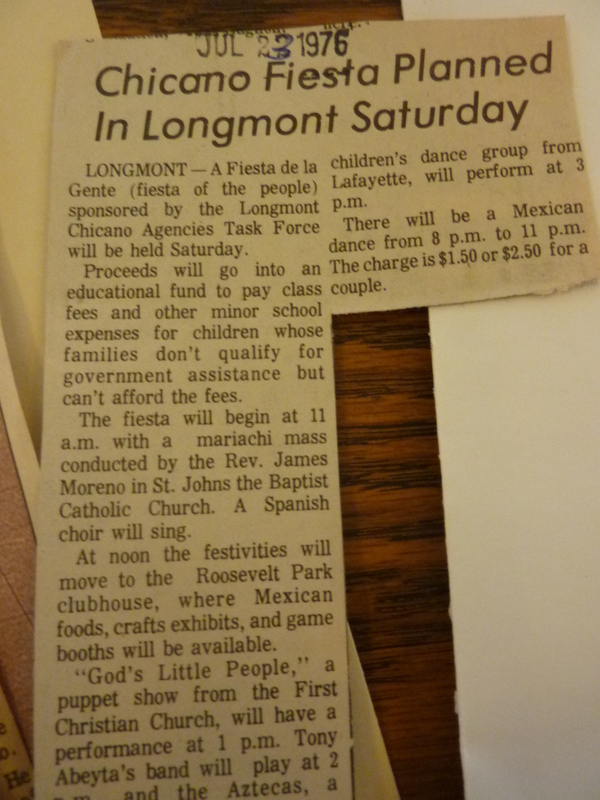 JUL 23 1976
Chicano Fiesta Planned
In Longmont Saturday
LONGMONT — A Fiesta de la
Gente (fiesta of the people)
sponsored by the Longmont
Chicano Agencies Task Force
will be held Saturday.
Proceeds will go into an
educational fund to pay class
fees and other minor school
expenses for children whose
families don't qualify for
government assistance but
can't afford the fees.
The fiesta will begin at 11
a.m. with a mariachi mass
conducted by the Rev. James
Moreno in St. Johns the Baptist
Catholic Church. A Spanish
choir will sing.
At noon the festivities will
move to the Roosevelt Park
clubhouse, where Mexican
foods, crafts exhibits, and game
booths will be available.
"God's Little People," a
puppet show from the First
Christian Church, will have a
performance at 1 p.m. Tony
Abeyta's band will play at 2
p.m. and the Aztecas, a
children's dance group from
Lafayette, will perform at 3
p.m.
There will be a Mexican
dance from 8 p.m. to 11 p.m.
The charge is $1.50 or $2.50 for a
couple.
He